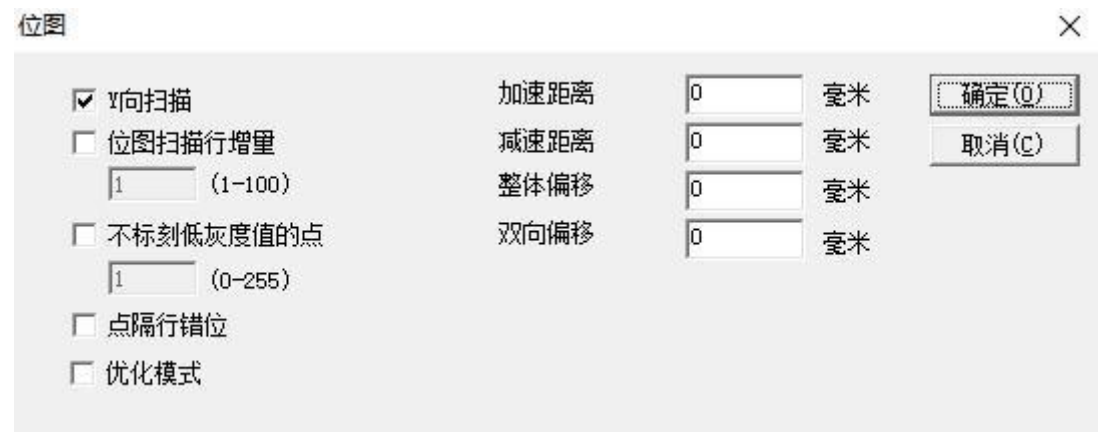 位图
Y向扫描
位图扫描行增量
1 (1-100)
不标刻低灰度值的点
1 (0-255)
点隔行错位
优化模式
加速距离 0 毫米
减速距离 0 毫米
整体偏移 0 毫米
双向偏移 0 毫米
确定(O)
取消(C)